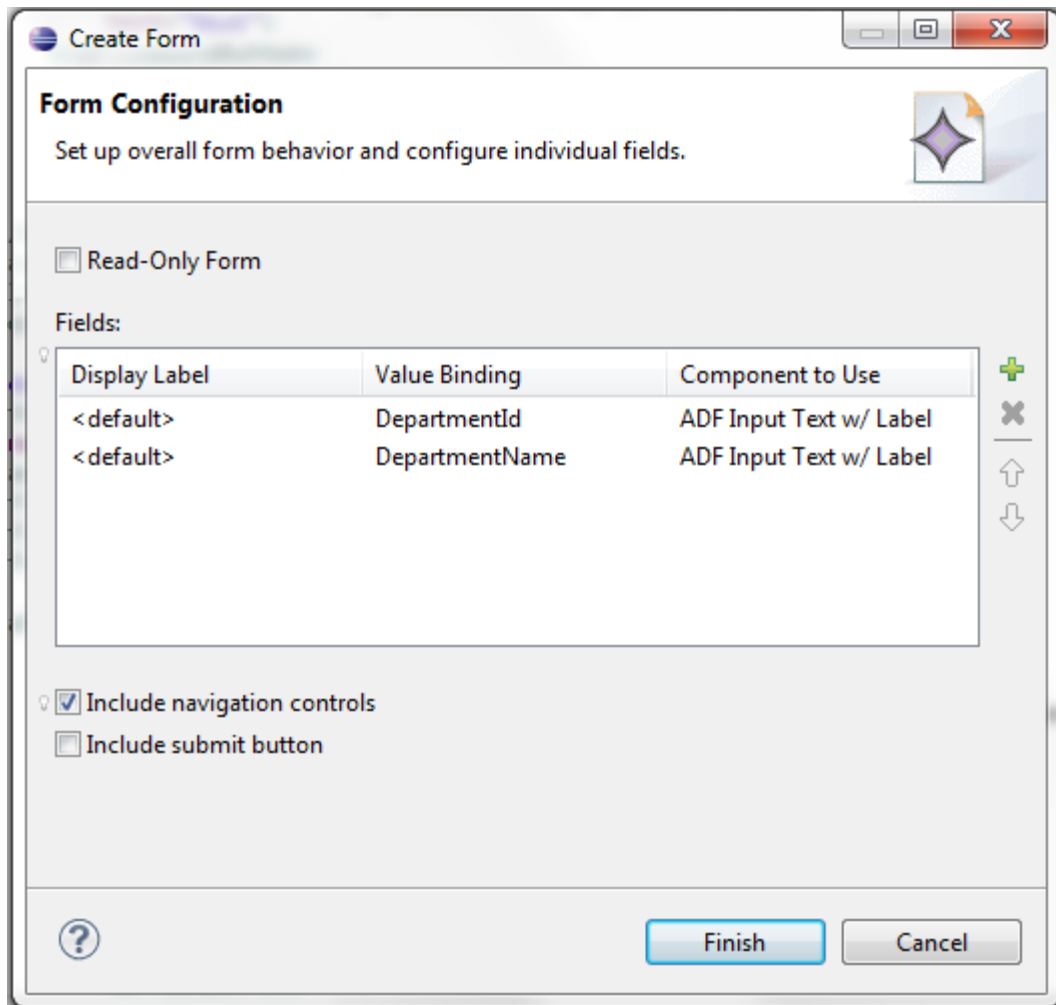 Create Form
Form Configuration
Set up overall form behavior and configure individual fields.
Read-Only Form
Fields:
Display Label Value Binding Component to Use
<default> DepartmentId ADF Input Text w/ Label
<default> DepartmentName ADF Input Text w/ Label
Include navigation controls
Include submit button
Finish Cancel